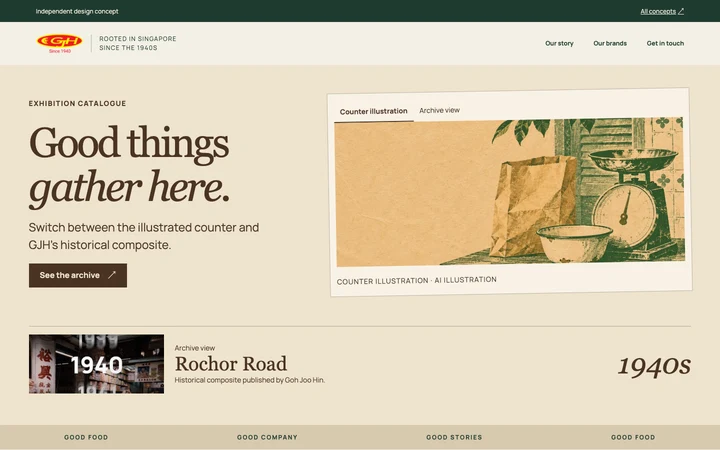 Independent design concept
All concepts
GJH
Since 1940
ROOTED IN SINGAPORE
SINCE THE 1940S
Our story
Our brands
Get in touch
EXHIBITION CATALOGUE
Good things
gather here.
Switch between the illustrated counter and
GJH's historical composite.
See the archive
Counter illustration
Archive view
COUNTER ILLUSTRATION · AI ILLUSTRATION
裕興
1940
Archive view
Rochor Road
Historical composite published by Goh Joo Hin.
1940s
GOOD FOOD
GOOD COMPANY
GOOD STORIES
GOOD FOOD